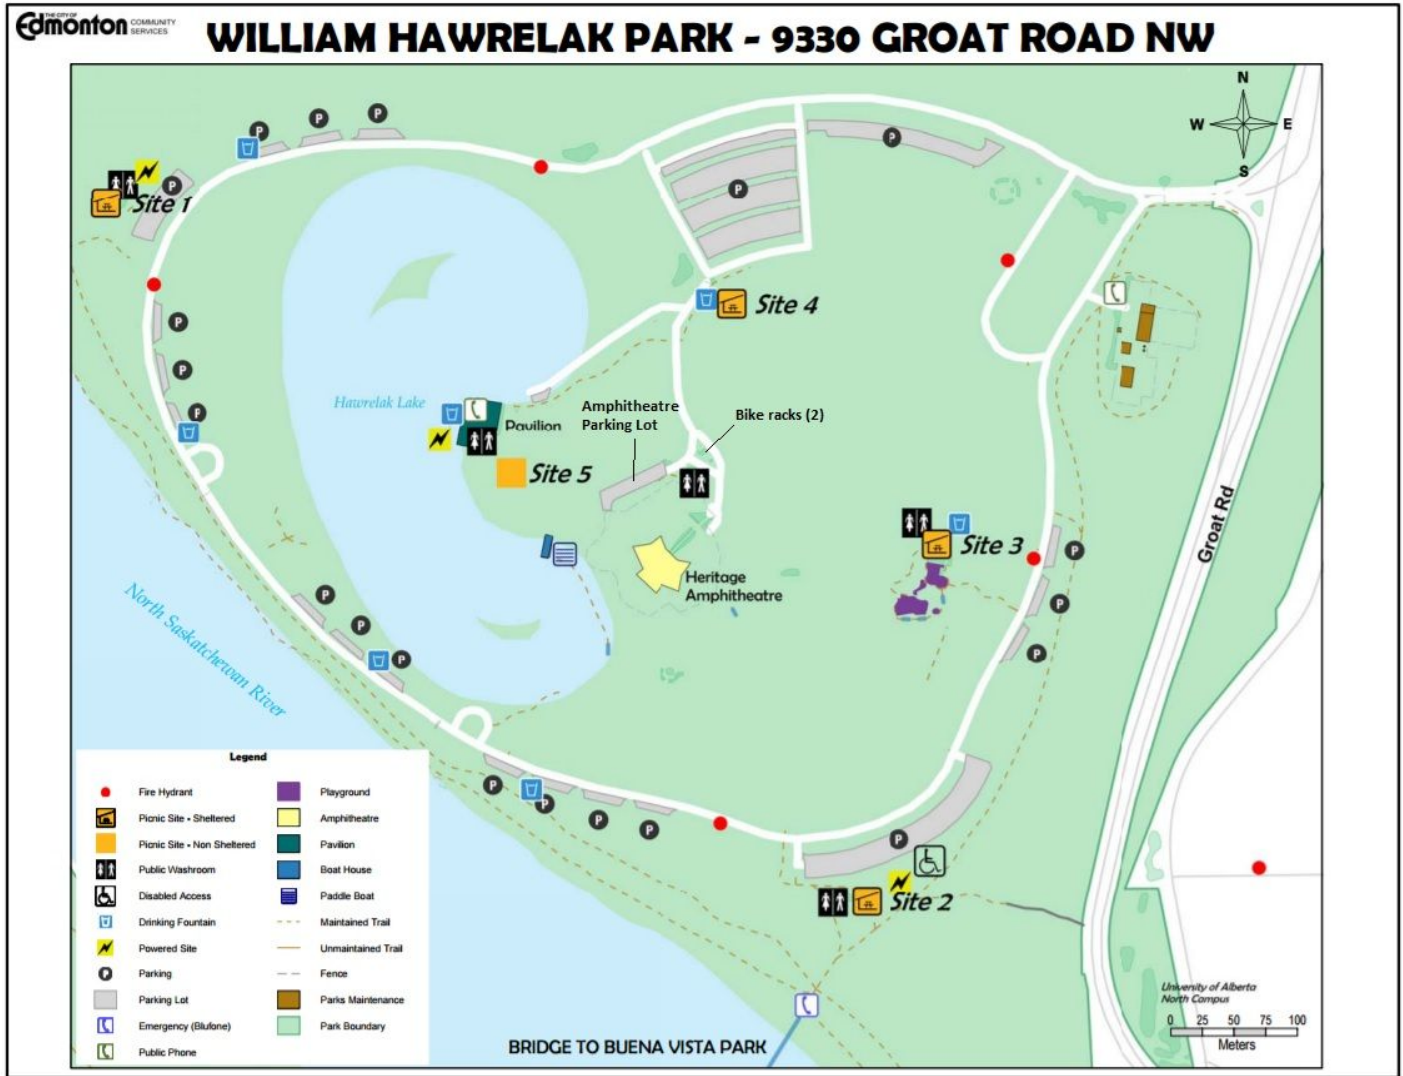 THE CITY OF
Edmonton
COMMUNITY
SERVICES
WILLIAM HAWRELAK PARK - 9330 GROAT ROAD NW
N
W E
S
P
P
P
P
P
P
Site 1
P
Site 4
P
P
P
Hawrelak Lake
Pavilion
Amphitheatre
Parking Lot
Bike racks (2)
Site 5
Groat Rd
Site 3
P
P
P
Heritage
Amphitheatre
North Saskatchewan River
P
P
P
P
P
P
P
P
Site 2
Legend
Fire Hydrant
Picnic Site - Sheltered
Picnic Site - Non Sheltered
Public Washroom
Disabled Access
Drinking Fountain
Powered Site
P Parking
Parking Lot
Emergency (Blufone)
Public Phone
Playground
Amphitheatre
Pavilion
Boat House
Paddle Boat
Maintained Trail
Unmaintained Trail
Fence
Parks Maintenance
Park Boundary
BRIDGE TO BUENA VISTA PARK
University of Alberta
North Campus
0 25 50 75 100
Meters